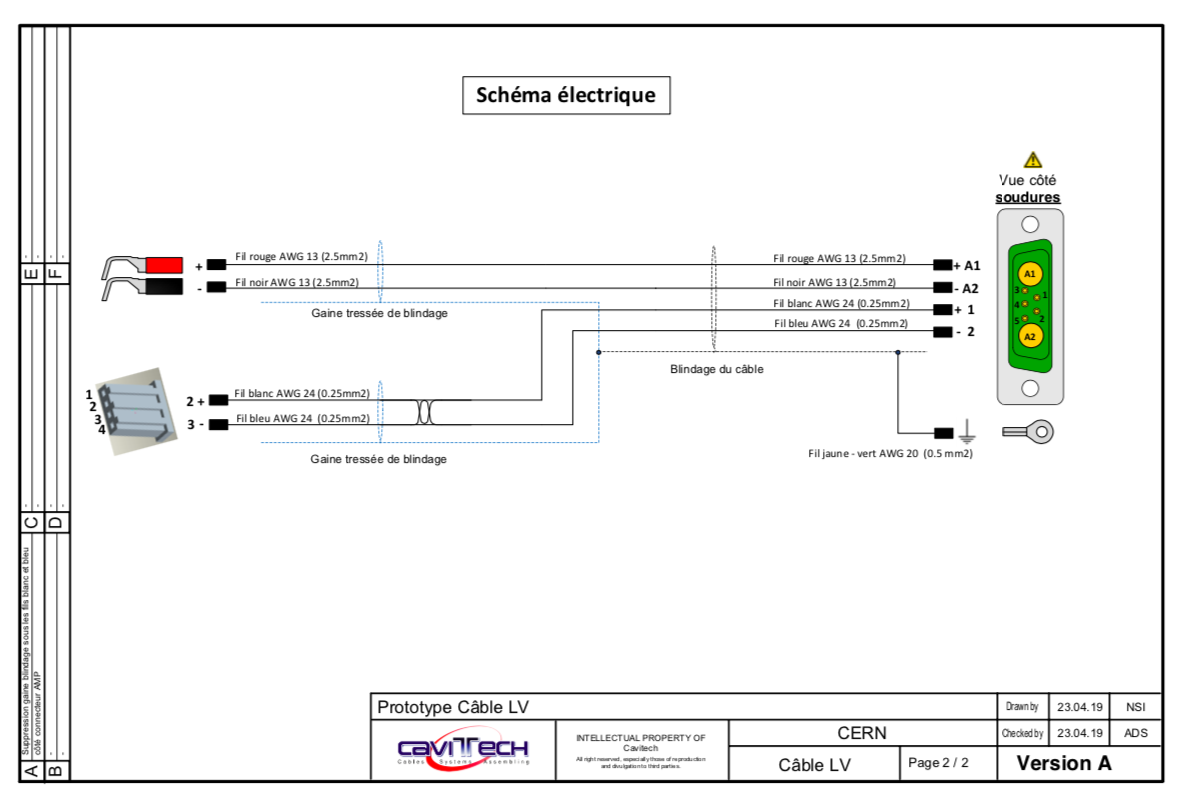 Schéma électrique
Vue côté
soudures
Fil rouge AWG 13 (2.5mm2)
Fil rouge AWG 13 (2.5mm2)
+
+ A1
Fil noir AWG 13 (2.5mm2)
Fil noir AWG 13 (2.5mm2)
-
- A2
Fil blanc AWG 24 (0.25mm2)
+ 1
Gaine tressée de blindage
Fil bleu AWG 24 (0.25mm2)
- 2
A1
3
1
4
5
2
A2
Blindage du câble
1
2
3
4
Fil blanc AWG 24 (0.25mm2)
2 +
Fil bleu AWG 24 (0.25mm2)
3 -
Gaine tressée de blindage
Fil jaune - vert AWG 20 (0.5 mm2)
E
F
C
D
A
B
Suppression gaine blindage sous les fils blanc et bleu
côté connecteur AMP
Prototype Câble LV
Drawn by
23.04.19
NSI
CAVITECH
Cables Systems Assembling
INTELLECTUAL PROPERTY OF
Cavitech
All right reserved, especially those of reproduction
and divulgation to third parties.
CERN
Checked by
23.04.19
ADS
Câble LV
Page 2 / 2
Version A